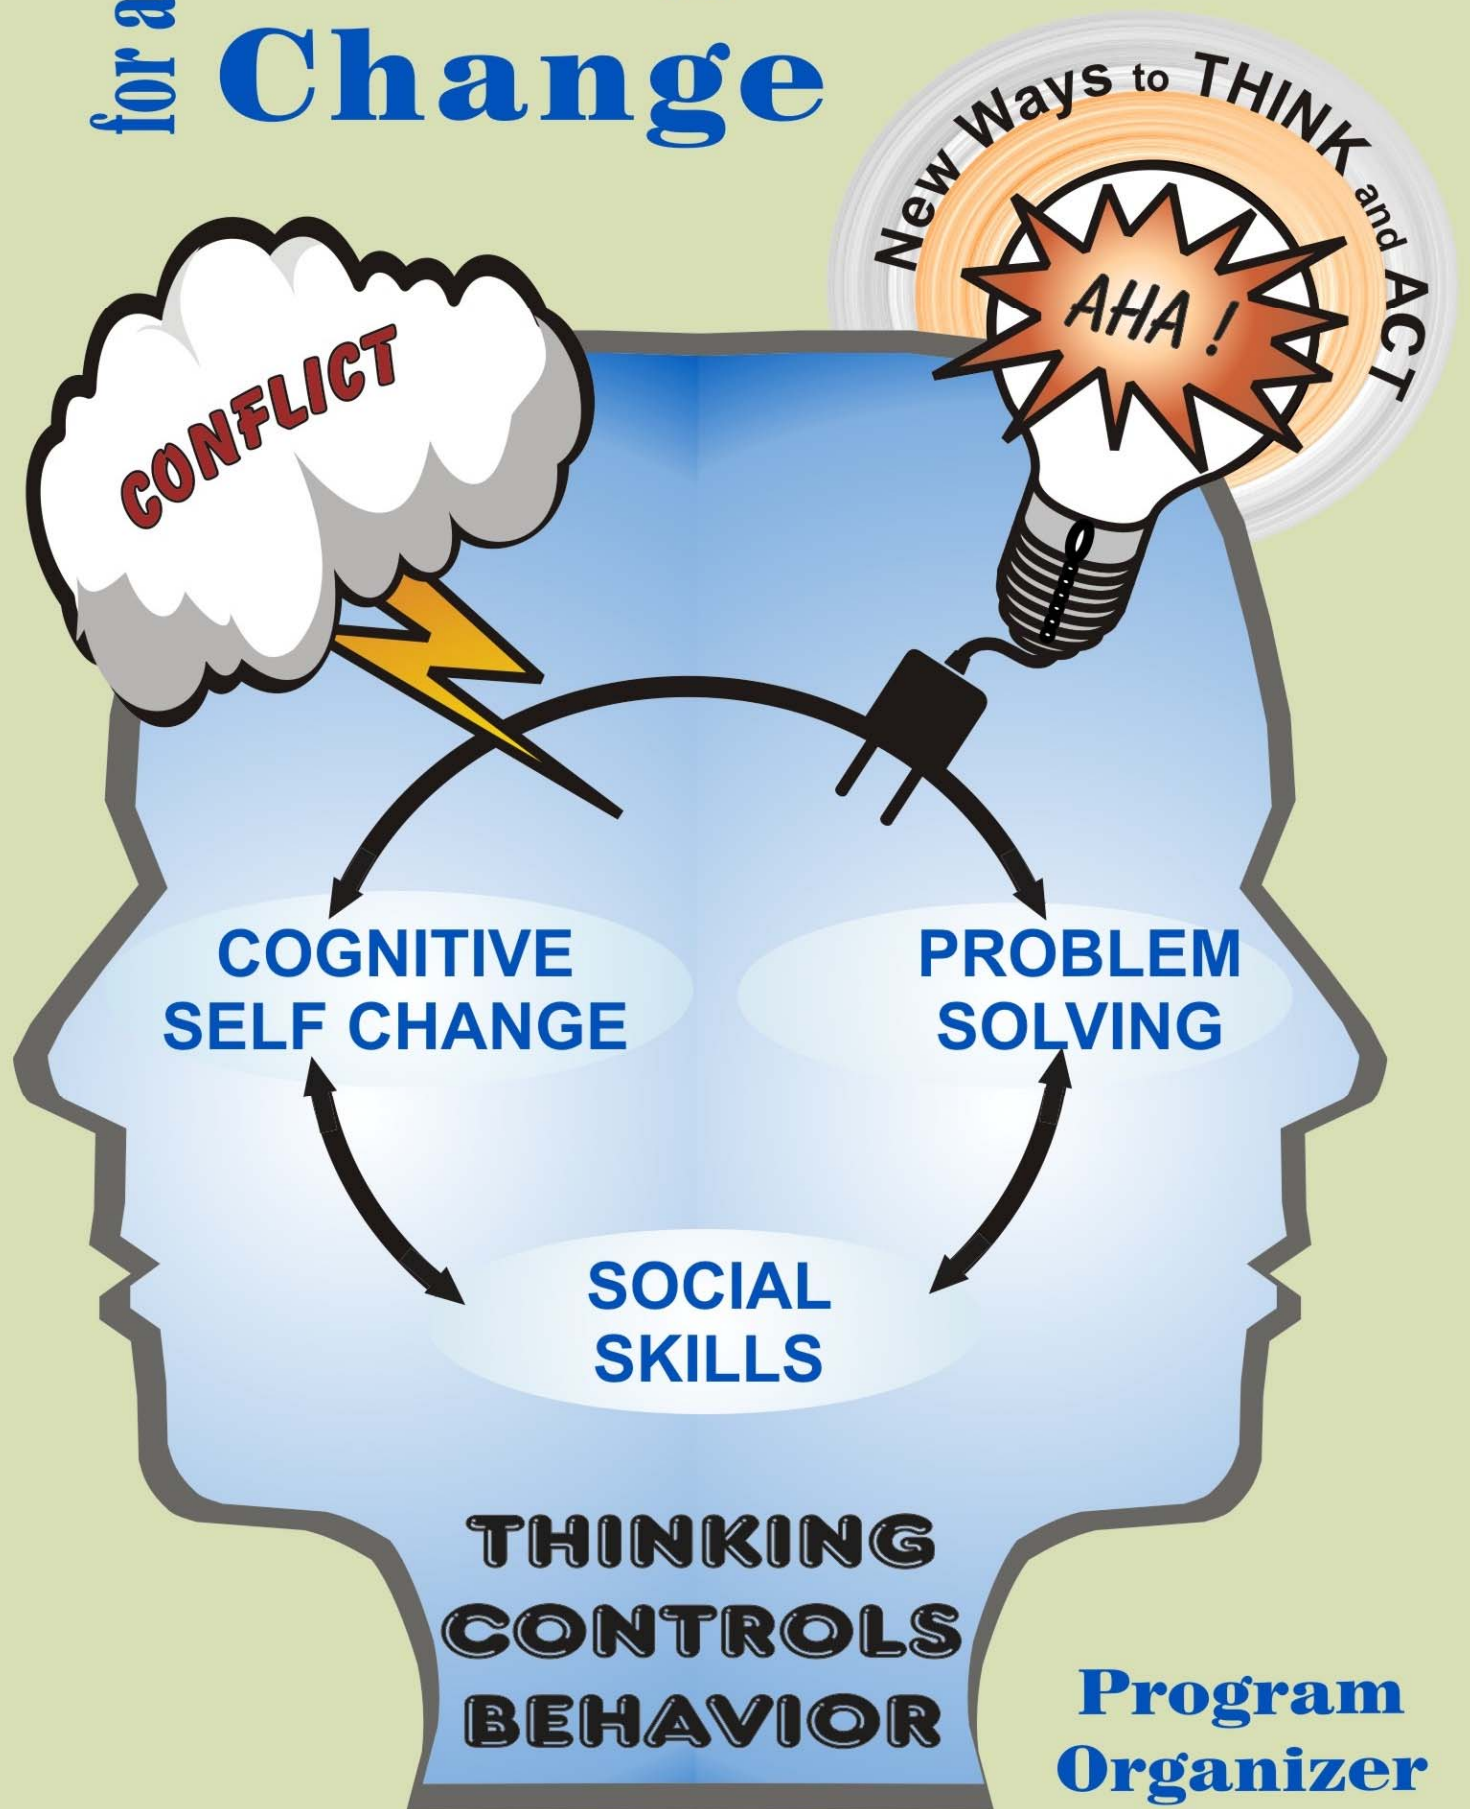 for a
Change
New Ways to THINK and ACT
AHA !
CONFLICT
COGNITIVE
SELF CHANGE
PROBLEM
SOLVING
SOCIAL
SKILLS
THINKING
CONTROLS
BEHAVIOR
Program
Organizer